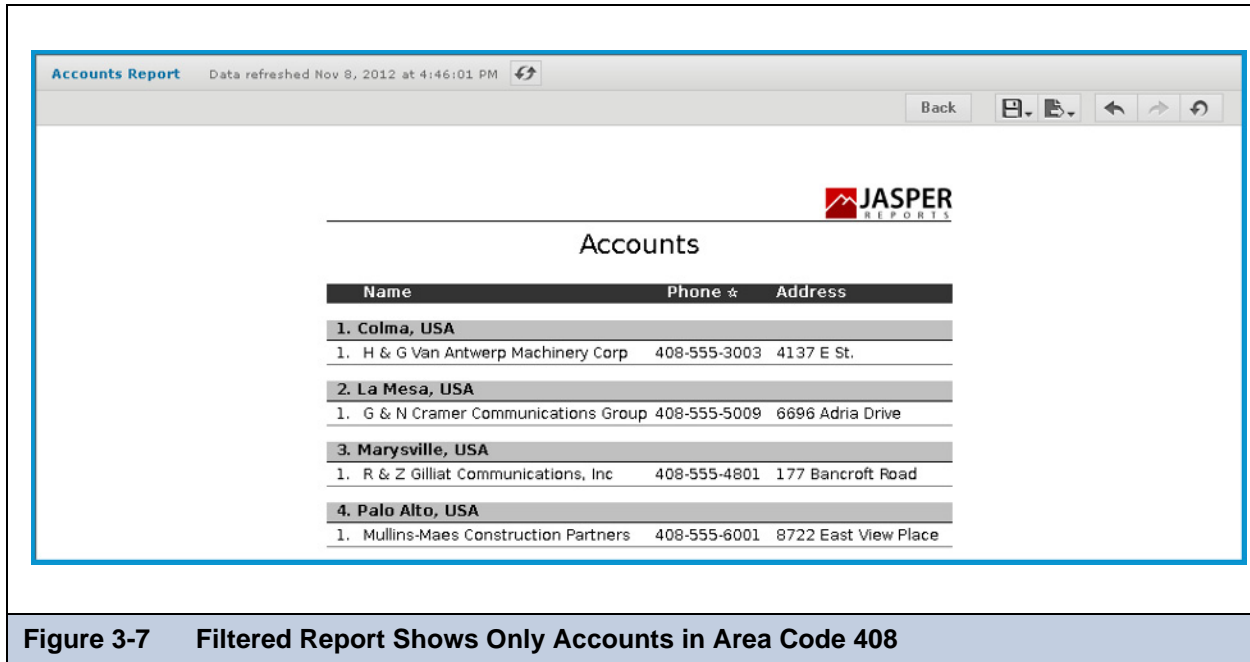 Accounts Report Data refreshed Nov 8, 2012 at 4:46:01 PM
Back
JASPER
REPORTS
Accounts
Name Phone ☆ Address
1. Colma, USA
1. H & G Van Antwerp Machinery Corp 408-555-3003 4137 E St.
2. La Mesa, USA
1. G & N Cramer Communications Group 408-555-5009 6696 Adria Drive
3. Marysville, USA
1. R & Z Gilliat Communications, Inc 408-555-4801 177 Bancroft Road
4. Palo Alto, USA
1. Mullins-Maes Construction Partners 408-555-6001 8722 East View Place
Figure 3-7 Filtered Report Shows Only Accounts in Area Code 408